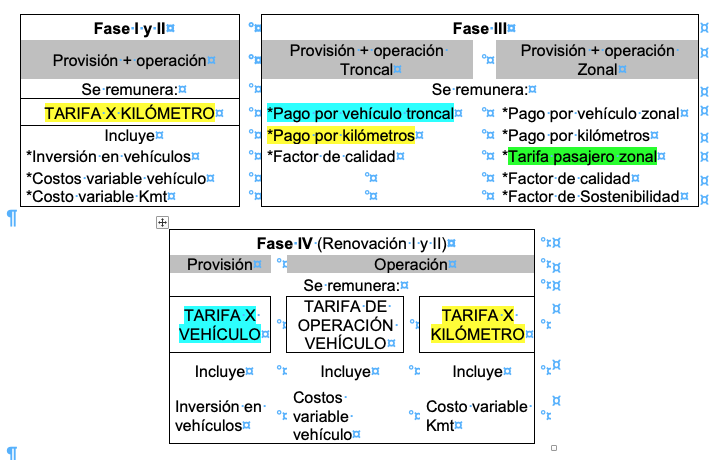 Fase I y II
Provisión + operación
Se remunera:
TARIFA X KILÓMETRO
Incluye
*Inversión en vehículos
*Costos variable vehículo
*Costo variable Kmt
Fase III
Provisión + operación
Troncal
Provisión + operación
Zonal
Se remunera:
*Pago por vehículo troncal
*Pago por vehículo zonal
*Pago por kilómetros
*Pago por kilómetros
*Factor de calidad
*Tarifa pasajero zonal
*Factor de calidad
*Factor de Sostenibilidad
Fase IV (Renovación I y II)
Provisión
Operación
Se remunera:
TARIFA X
VEHÍCULO
TARIFA DE
OPERACIÓN
VEHÍCULO
TARIFA X
KILÓMETRO
Incluye
Incluye
Incluye
Inversión en
vehículos
Costos
variable
vehículo
Costo variable
Kmt